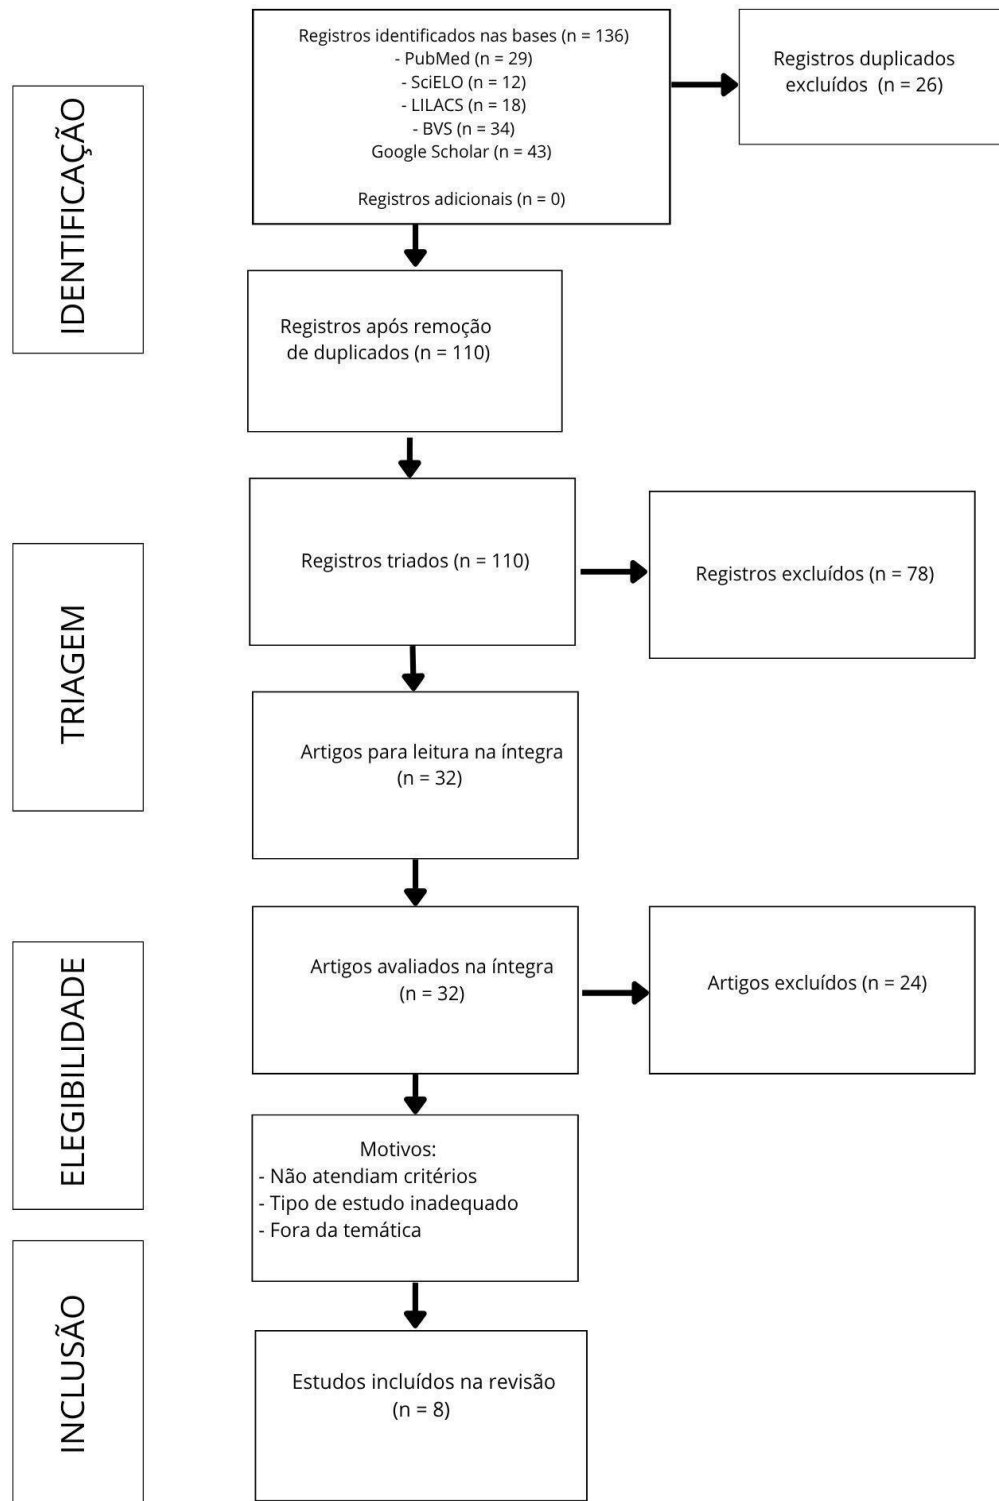 IDENTIFICAÇÃO
Registros identificados nas bases (n = 136)
- PubMed (n = 29)
- SciELO (n = 12)
- LILACS (n = 18)
- BVS (n = 34)
Google Scholar (n = 43)
Registros adicionais (n = 0)
Registros duplicados
excluídos (n = 26)
Registros após remoção
de duplicados (n = 110)
TRIAGEM
Registros triados (n = 110)
Registros excluídos (n = 78)
Artigos para leitura na íntegra
(n = 32)
ELEGIBILIDADE
Artigos avaliados na íntegra
(n = 32)
Artigos excluídos (n = 24)
Motivos:
- Não atendiam critérios
- Tipo de estudo inadequado
- Fora da temática
INCLUSÃO
Estudos incluídos na revisão
(n = 8)